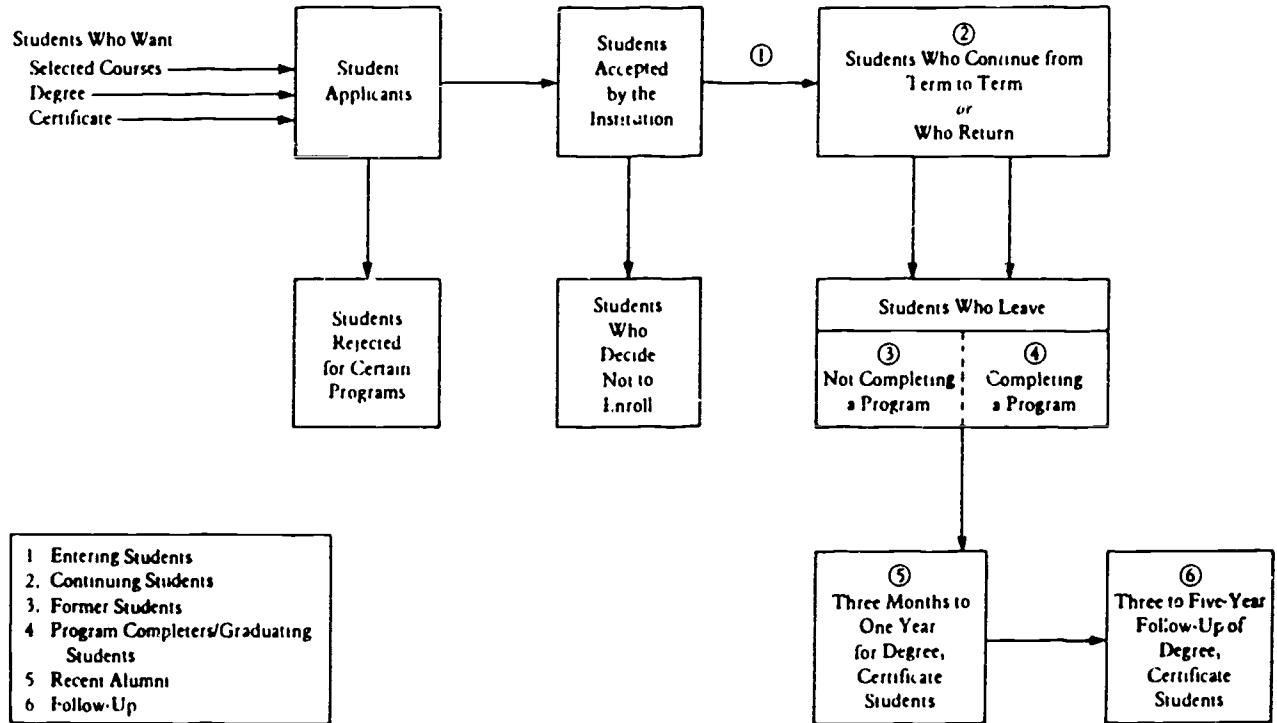 Students Who Want
Selected Courses
Degree
Certificate
Student
Applicants
Students
Accepted
by the
Institution
①
②
Students Who Continue from
Term to Term
or
Who Return
Students
Rejected
for Certain
Programs
Students
Who
Decide
Not to
Enroll
Students Who Leave
③
Not Completing
a Program
④
Completing
a Program
1 Entering Students
2. Continuing Students
3. Former Students
4 Program Completers/Graduating
Students
5 Recent Alumni
6 Follow-Up
⑤
Three Months to
One Year
for Degree,
Certificate
Students
⑥
Three to Five-Year
Follow-Up of
Degree,
Certificate
Students